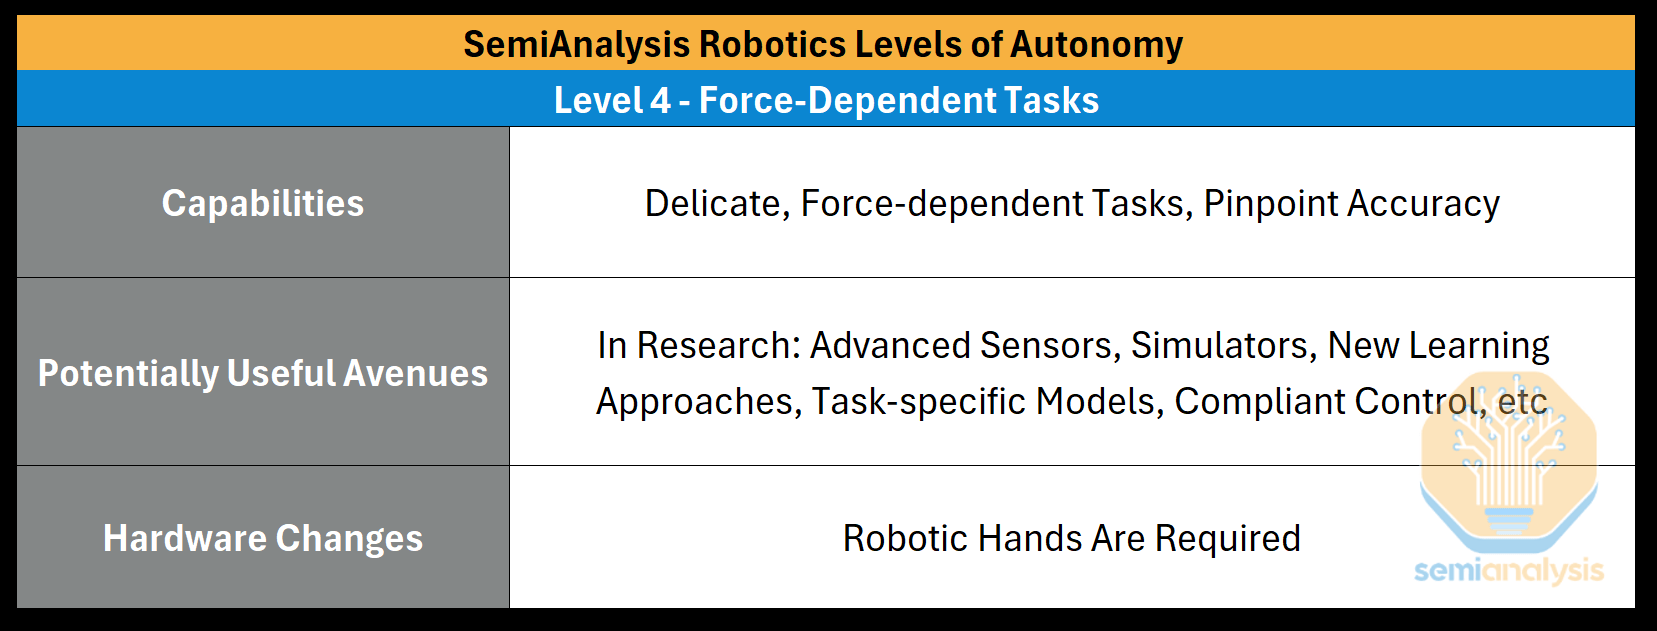 SemiAnalysis Robotics Levels of Autonomy
Level 4 - Force-Dependent Tasks
Capabilities
Delicate, Force-dependent Tasks, Pinpoint Accuracy
Potentially Useful Avenues
In Research: Advanced Sensors, Simulators, New Learning
Approaches, Task-specific Models, Compliant Control, etc
Hardware Changes
Robotic Hands Are Required
semianalysis